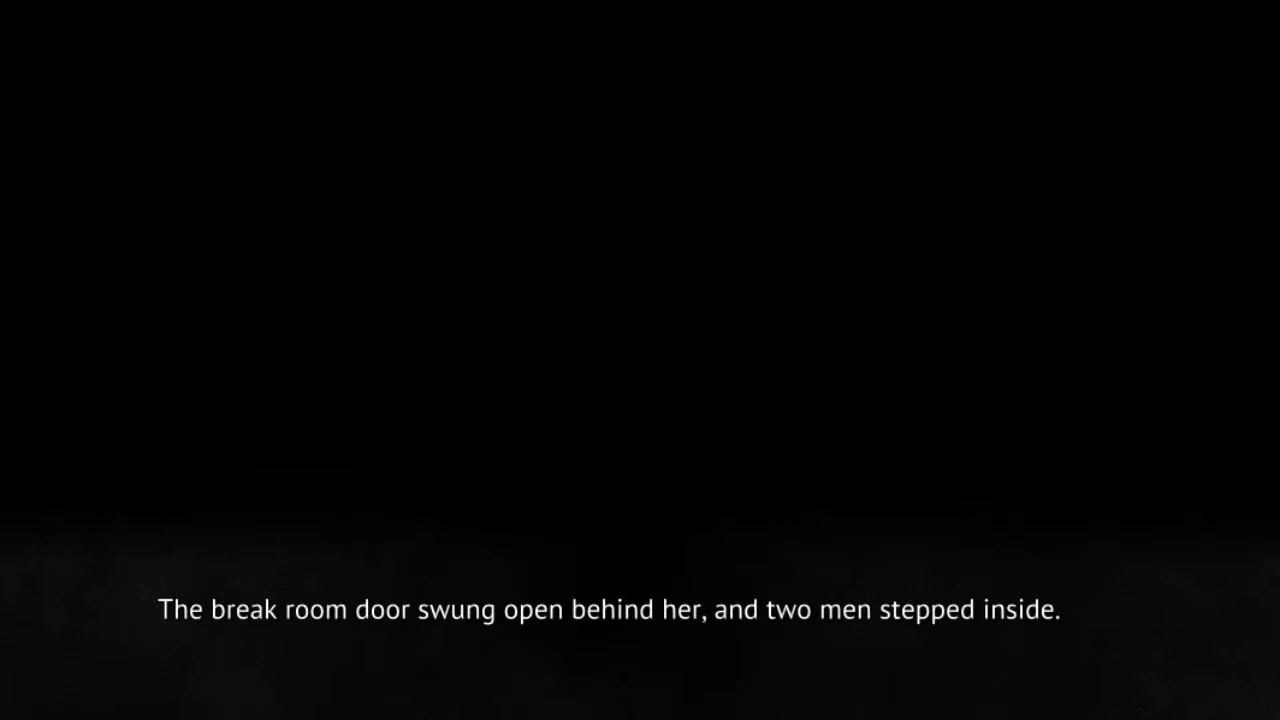 The break room door swung open behind her, and two men stepped inside.